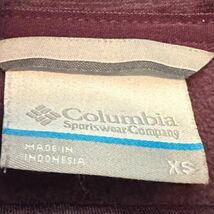 Columbia
Sportswear Company
MADE IN
INDONESIA
XS